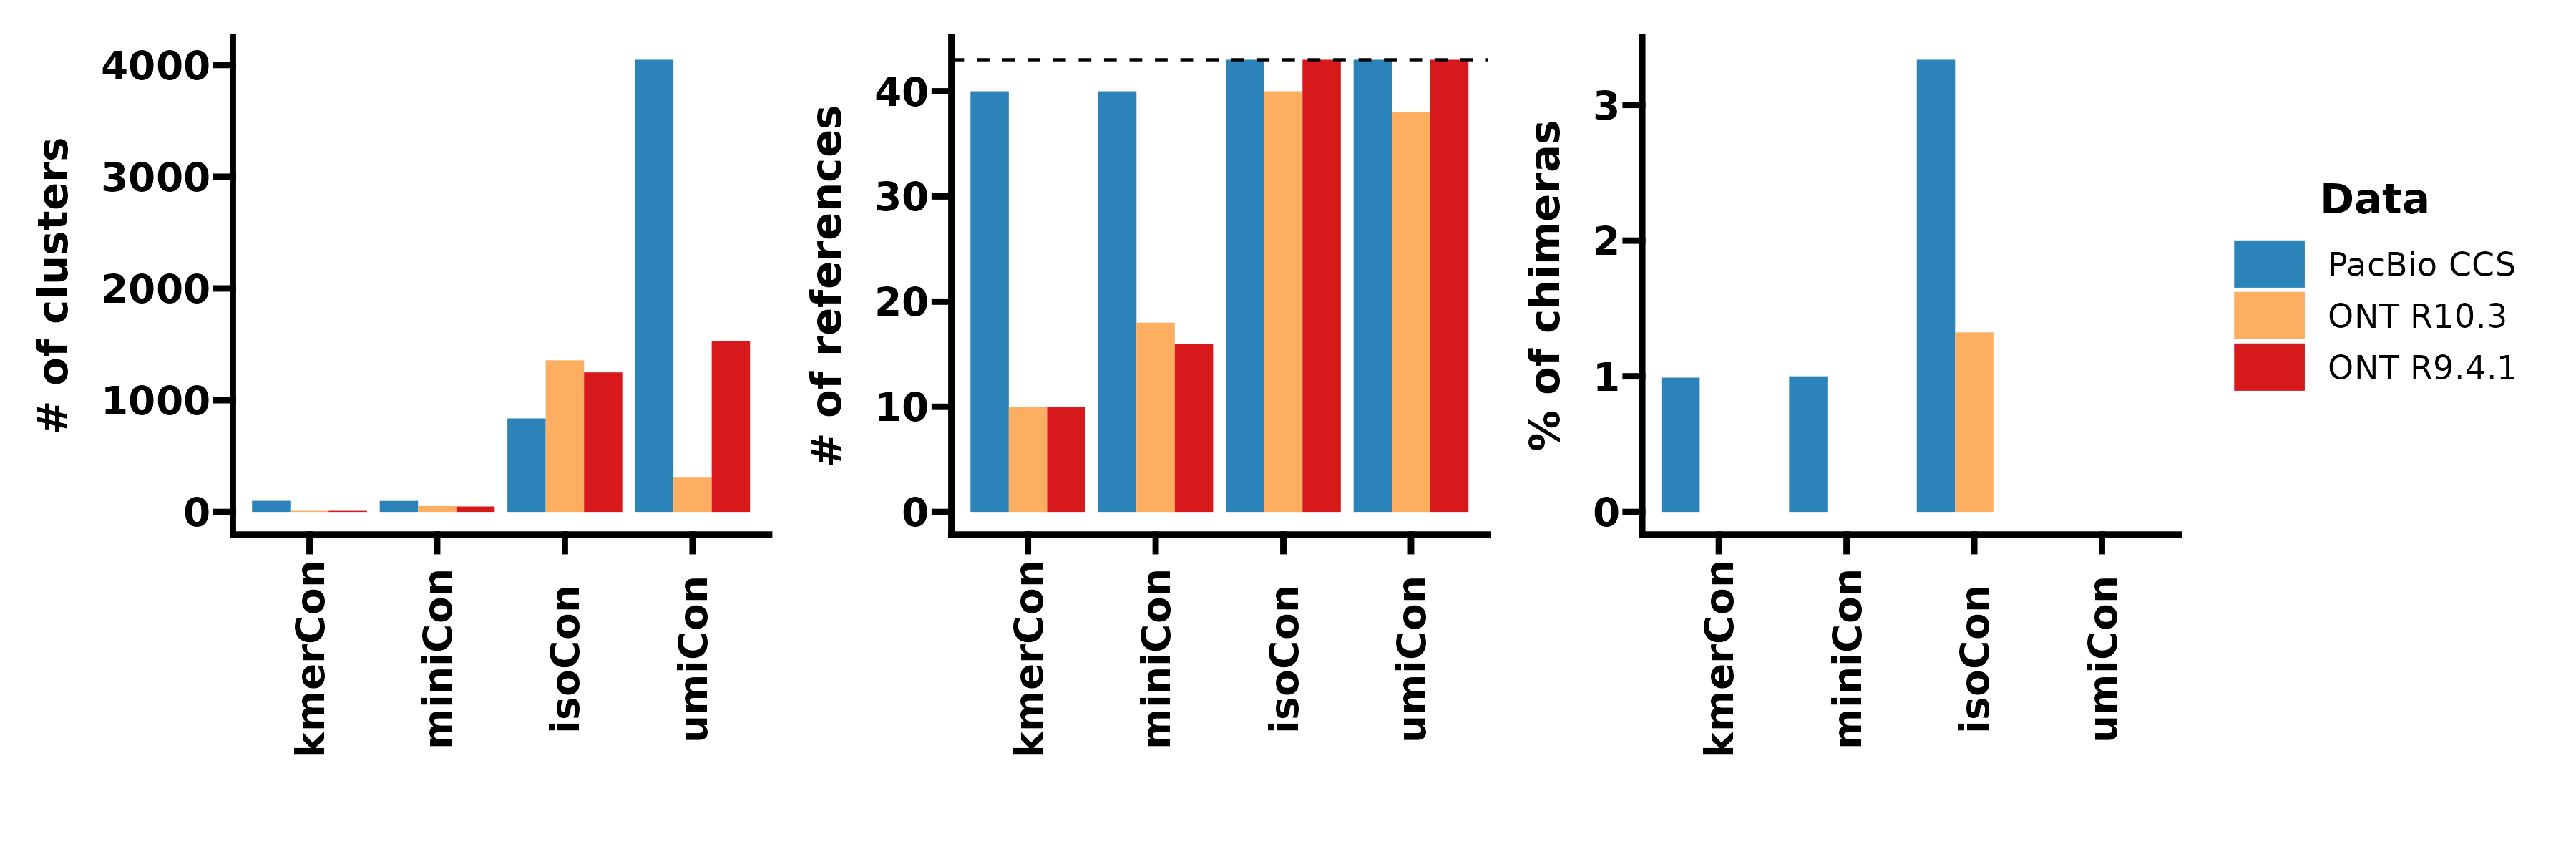 # of clusters
4000
3000
2000
1000
0
kmerCon
miniCon
isoCon
umiCon
# of references
40
30
20
10
0
kmerCon
miniCon
isoCon
umiCon
% of chimeras
3
2
1
0
kmerCon
miniCon
isoCon
umiCon
Data
PacBio CCS
ONT R10.3
ONT R9.4.1